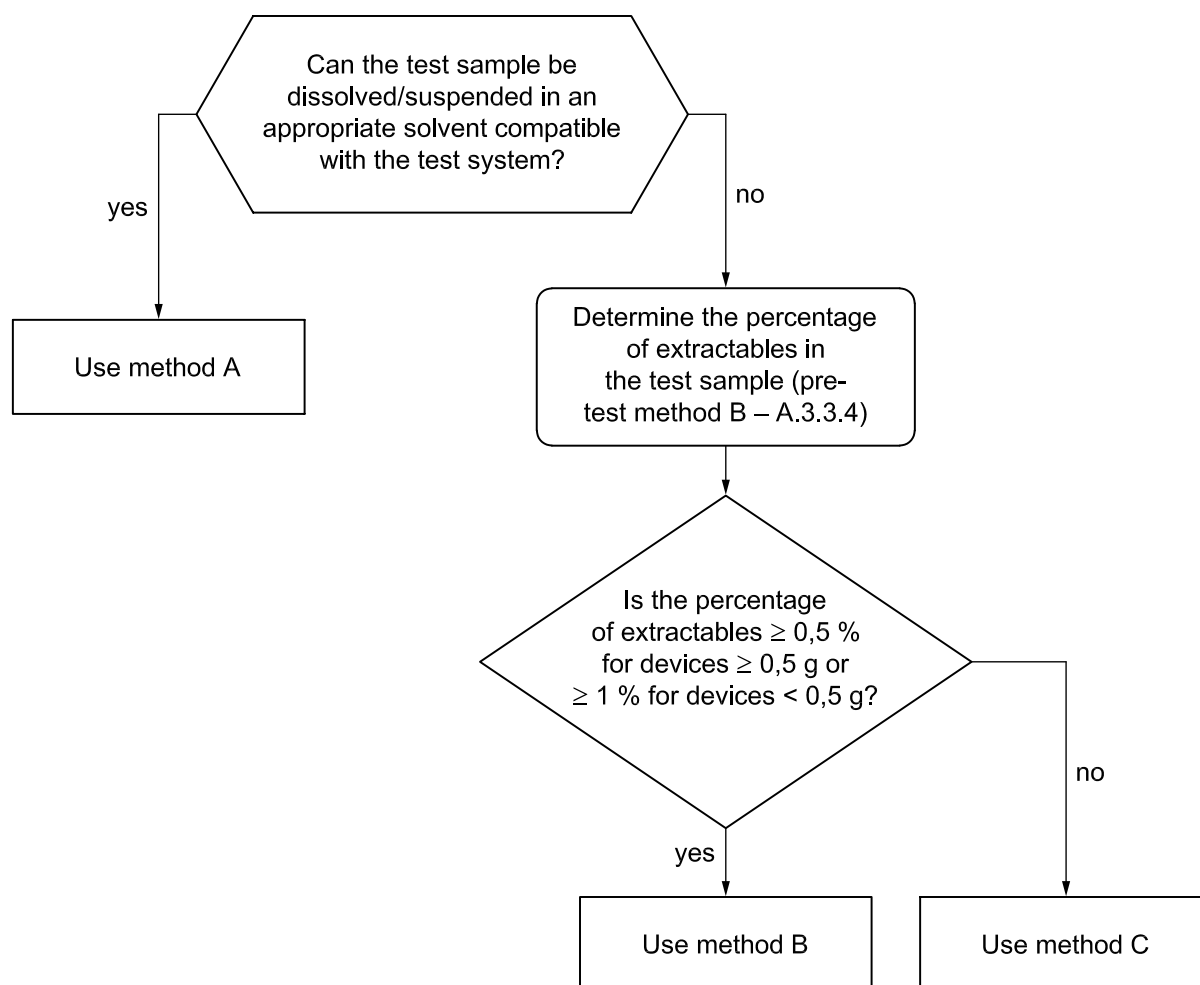 Can the test sample be
dissolved/suspended in an
appropriate solvent compatible
with the test system?
yes
no
Use method A
Determine the percentage
of extractables in
the test sample (pre-
test method B – A.3.3.4)
Is the percentage
of extractables ≥ 0,5 %
for devices ≥ 0,5 g or
≥ 1 % for devices < 0,5 g?
no
yes
Use method B
Use method C